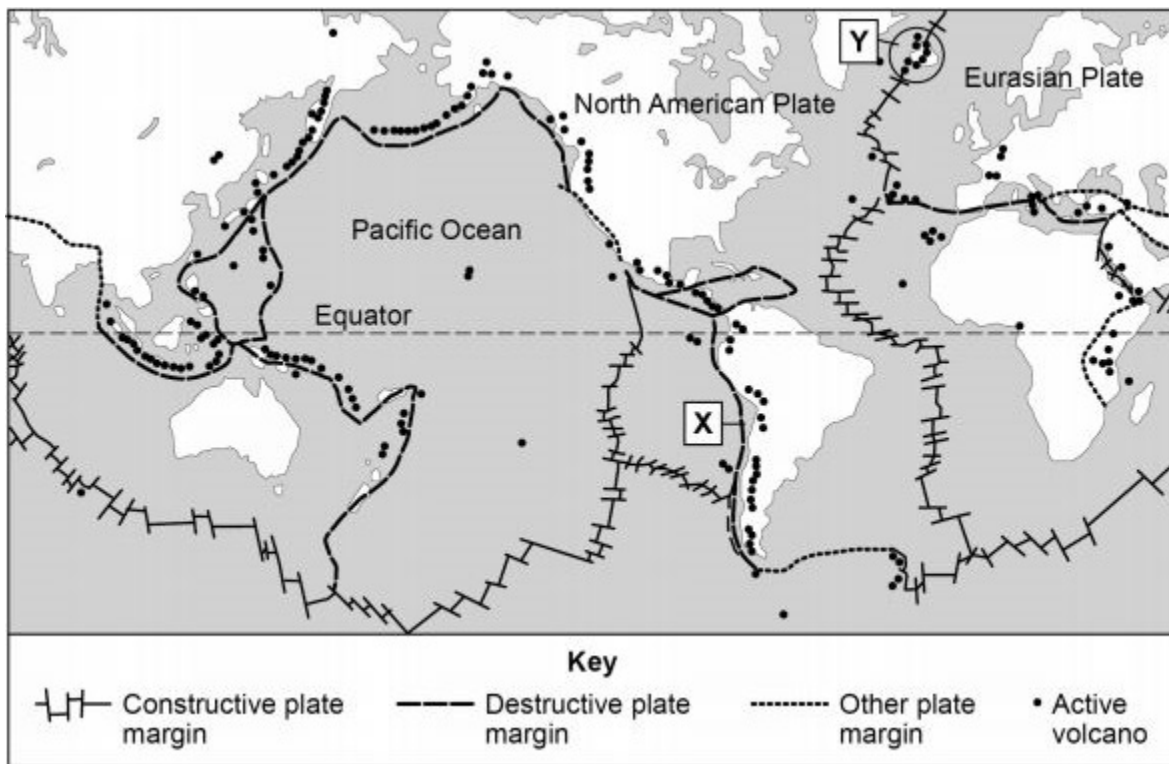 Y
Eurasian Plate
North American Plate
Pacific Ocean
Equator
X
Key
Constructive plate
margin
Destructive plate
margin
Other plate
margin
Active
volcano